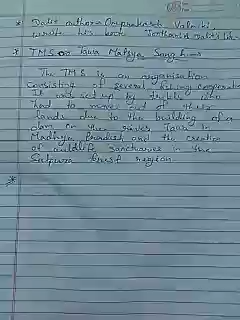 * Dalit author Omprakash Valmiki,
wrote his book Joothan
* TMS Tawa Matsya Sangh
The TMS is an organisation
consisting of several fishing cooperative
It was set up by tribals who
had to move out of their
lands due to the building of a
dam on the river Tawa in
Madhya Pradesh and the creation
of wildlife sanctuaries in the
Satpura forest region.
*